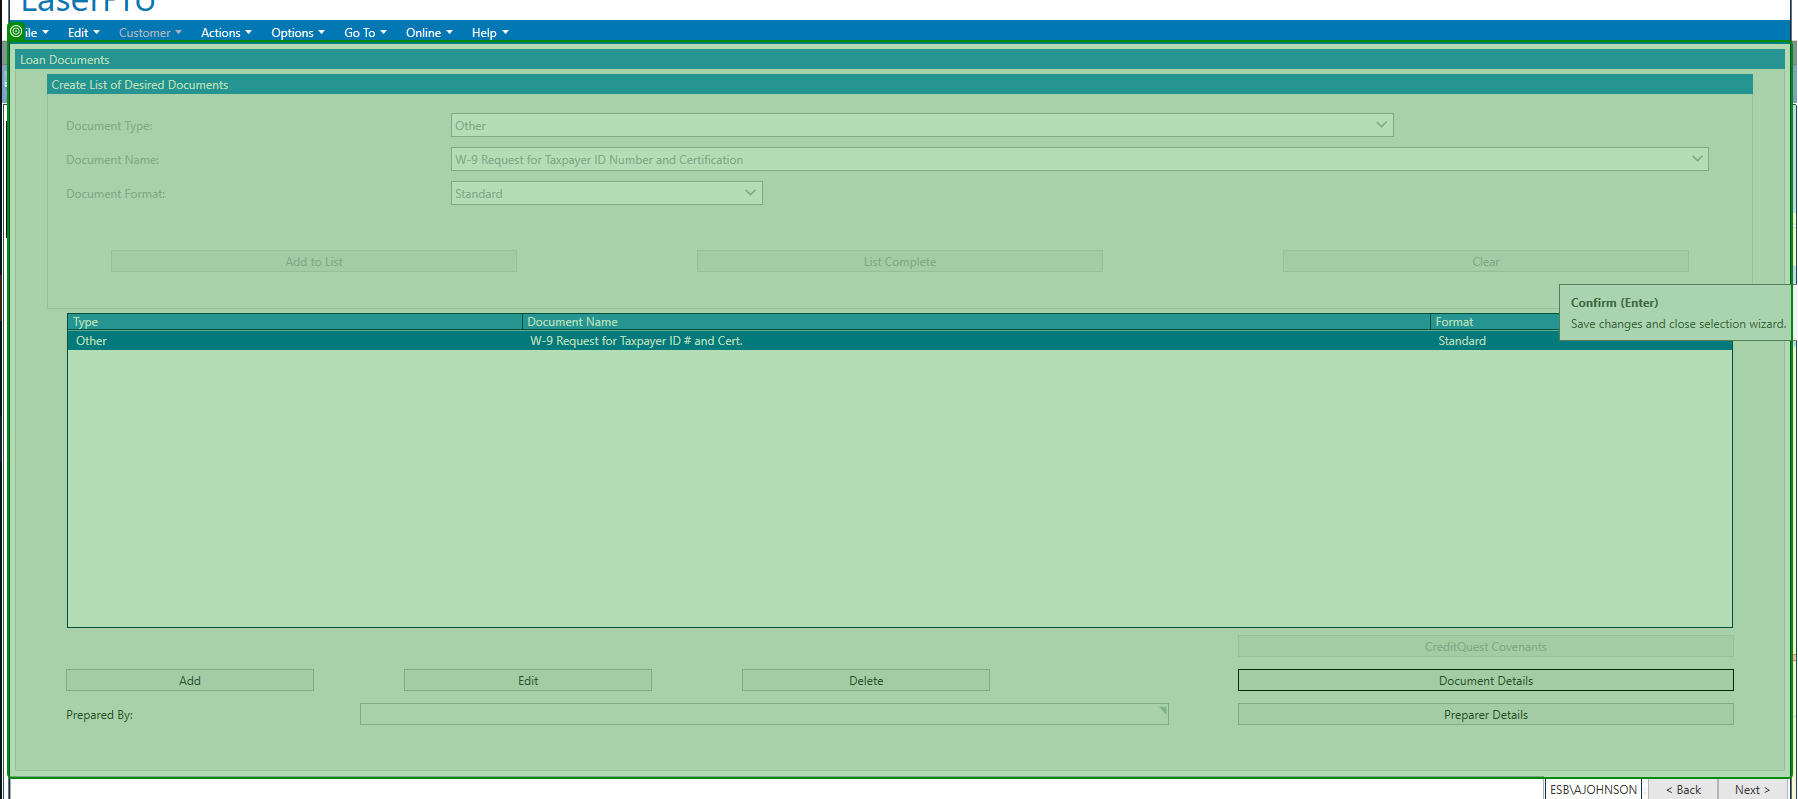 LaserPro
ile Edit Customer Actions Options Go To Online Help
Loan Documents
Create List of Desired Documents
Document Type: Other
Document Name: W-9 Request for Taxpayer ID Number and Certification
Document Format: Standard
Add to List List Complete Clear
Confirm (Enter)
Save changes and close selection wizard.
Type Document Name Format
Other W-9 Request for Taxpayer ID # and Cert. Standard
CreditQuest Covenants
Add Edit Delete Document Details
Prepared By: Preparer Details
ESB\AJOHNSON < Back Next >